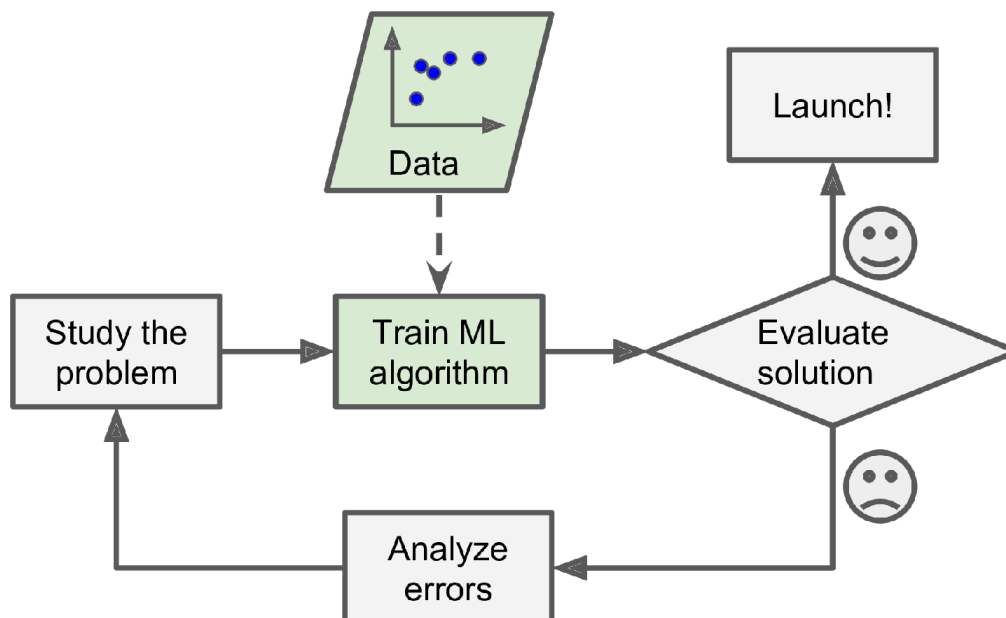 Data
Launch!
Study the
problem
Train ML
algorithm
Evaluate
solution
Analyze
errors